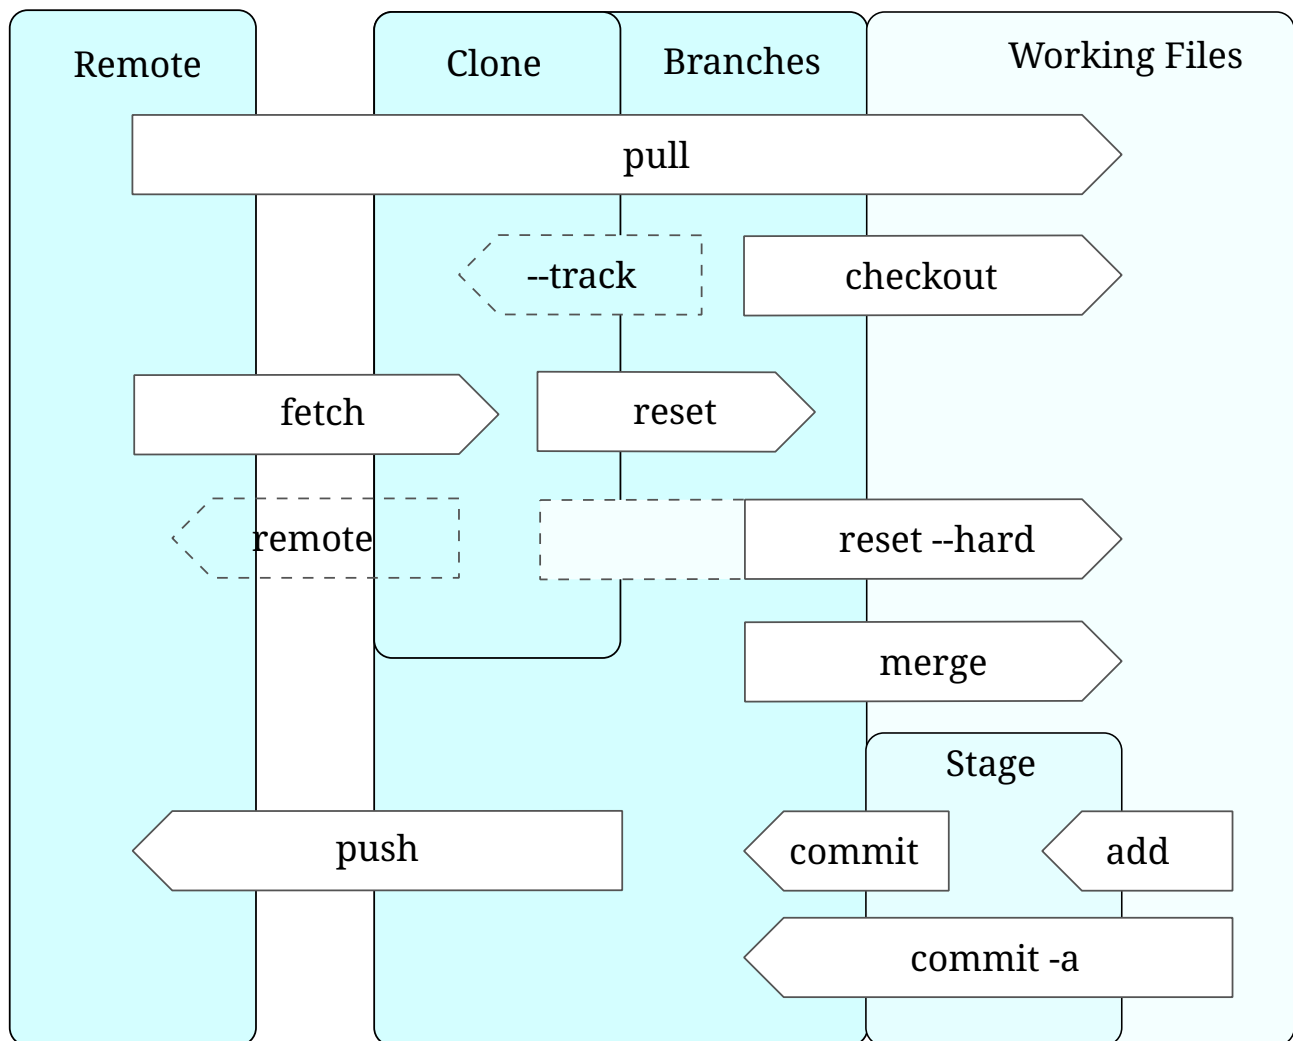 Remote
Clone
Branches
Working Files
pull
--track
checkout
fetch
reset
remote
reset --hard
merge
Stage
push
commit
add
commit -a